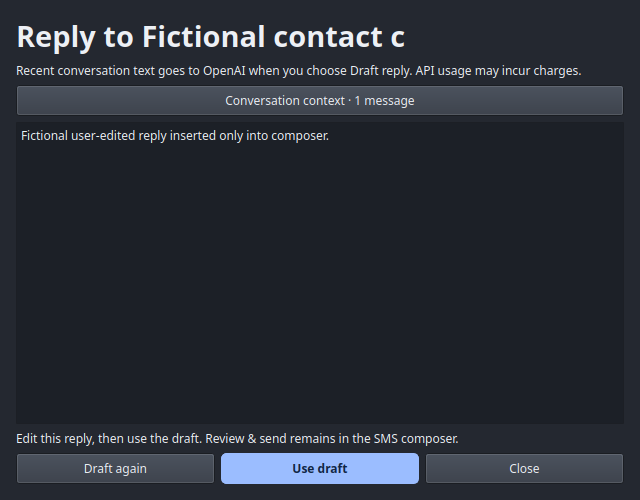 Reply to Fictional contact c
Recent conversation text goes to OpenAI when you choose Draft reply. API usage may incur charges.
Conversation context · 1 message
Fictional user-edited reply inserted only into composer.
Edit this reply, then use the draft. Review & send remains in the SMS composer.
Draft again
Use draft
Close